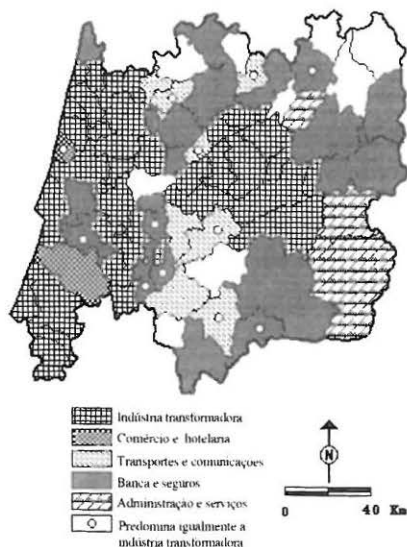 Indústria transformadora
Comércio e hotelaria
Transportes e comunicações
Banca e seguros
Administração e serviços
Predomina igualmente a
indústria transformadora
N
0 40 Km